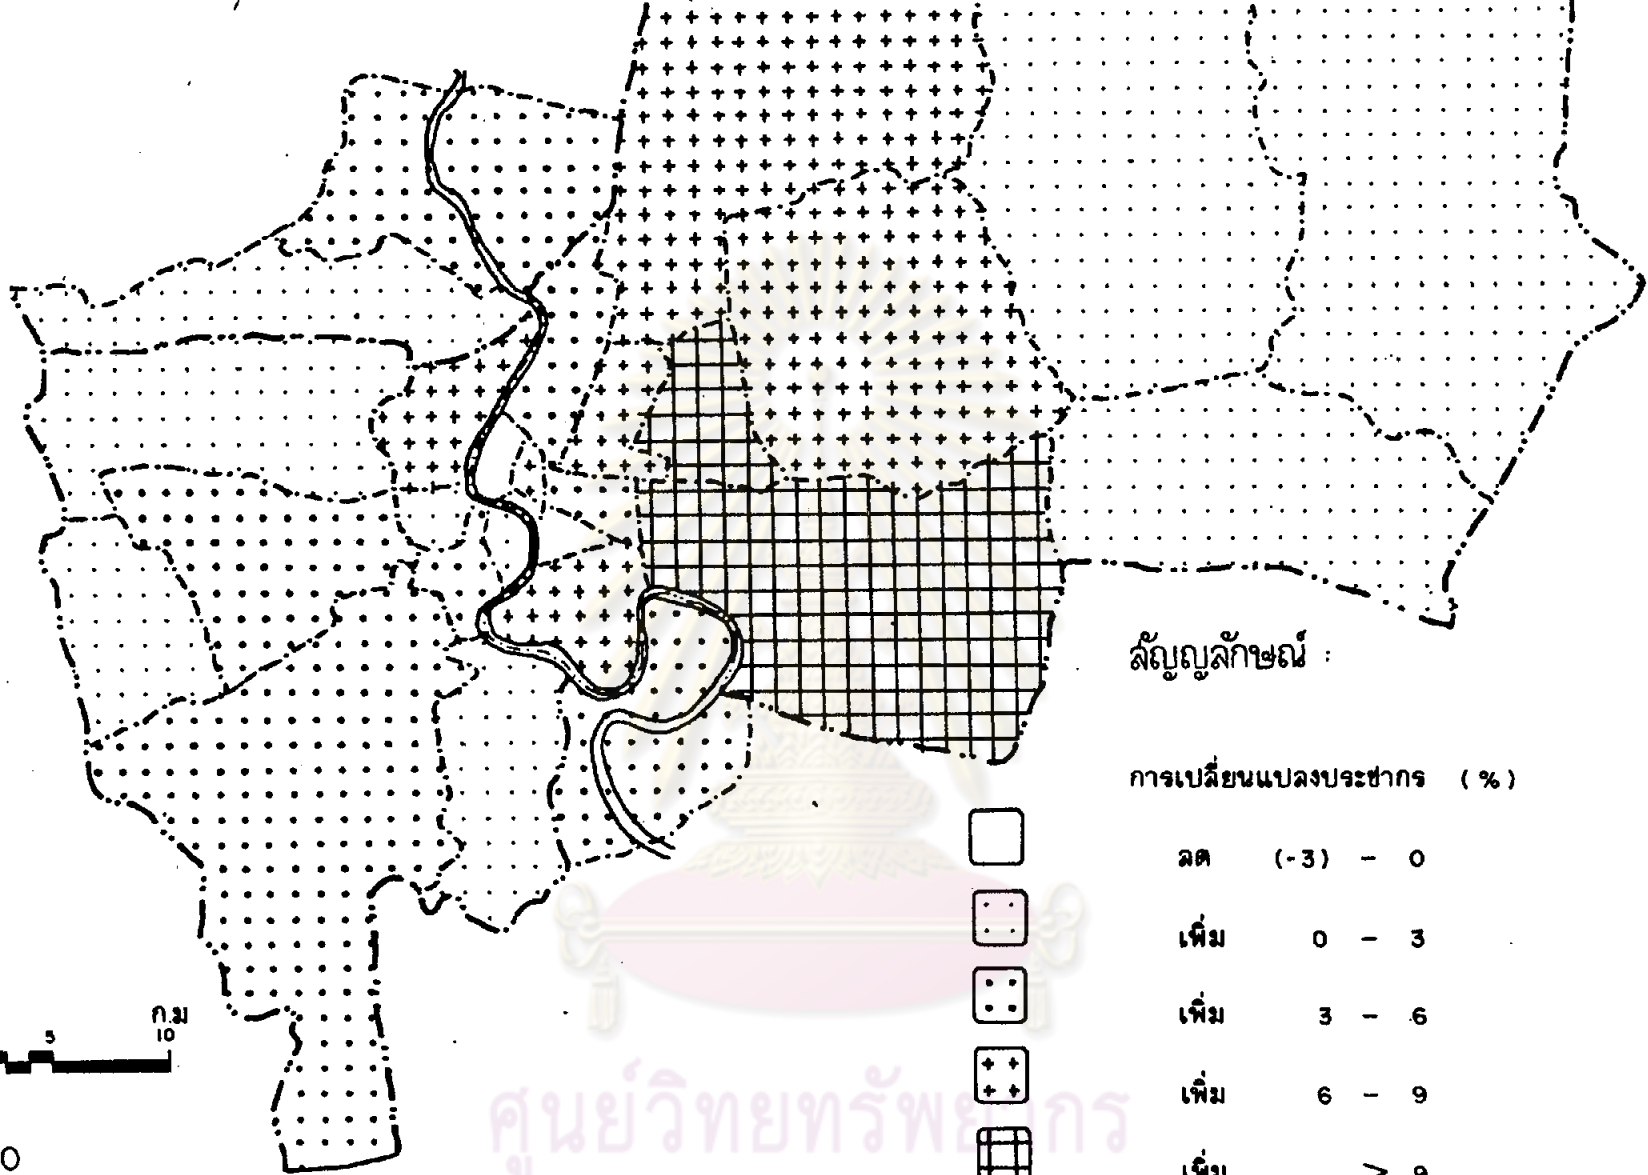 สัญญลักษณ์ :
การเปลี่ยนแปลงประชากร (%)
ลด (-3) - 0
เพิ่ม 0 - 3
เพิ่ม 3 - 6
เพิ่ม 6 - 9
เพิ่ม > 9
ก.ม
5 10
ศูนย์วิทยทรัพยากร